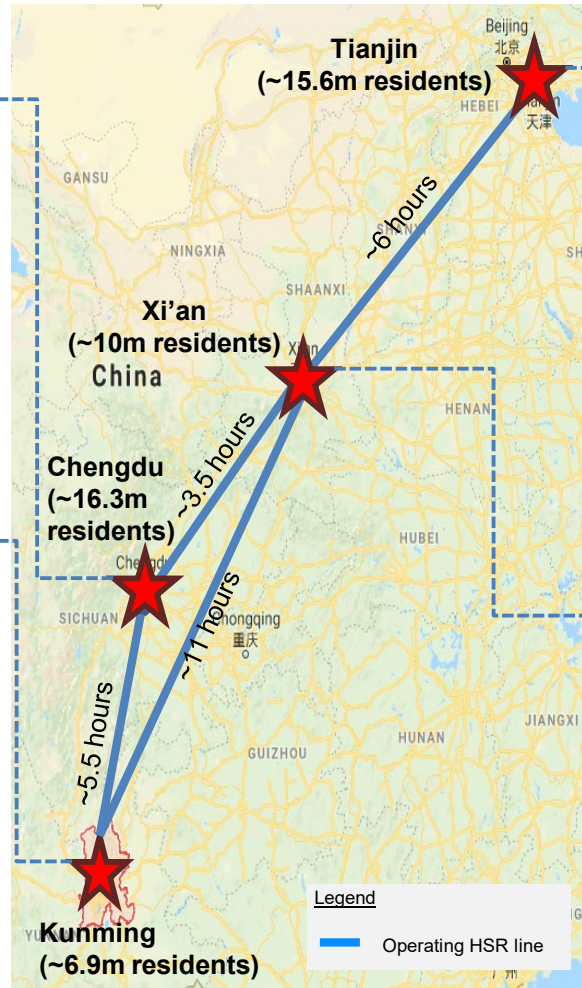 Beijing
北京
Tianjin
(~15.6m residents)
HEBEI
天津
GANSU
~6 hours
NINGXIA
SHAANXI
Xi’an
(~10m residents)
China
HENAN
Chengdu
(~16.3m
residents)
~3.5 hours
HUBEI
SICHUAN
~11 hours
重庆
~5.5 hours
JIANGXI
HUNAN
GUIZHOU
Legend
Operating HSR line
Kunming
(~6.9m residents)